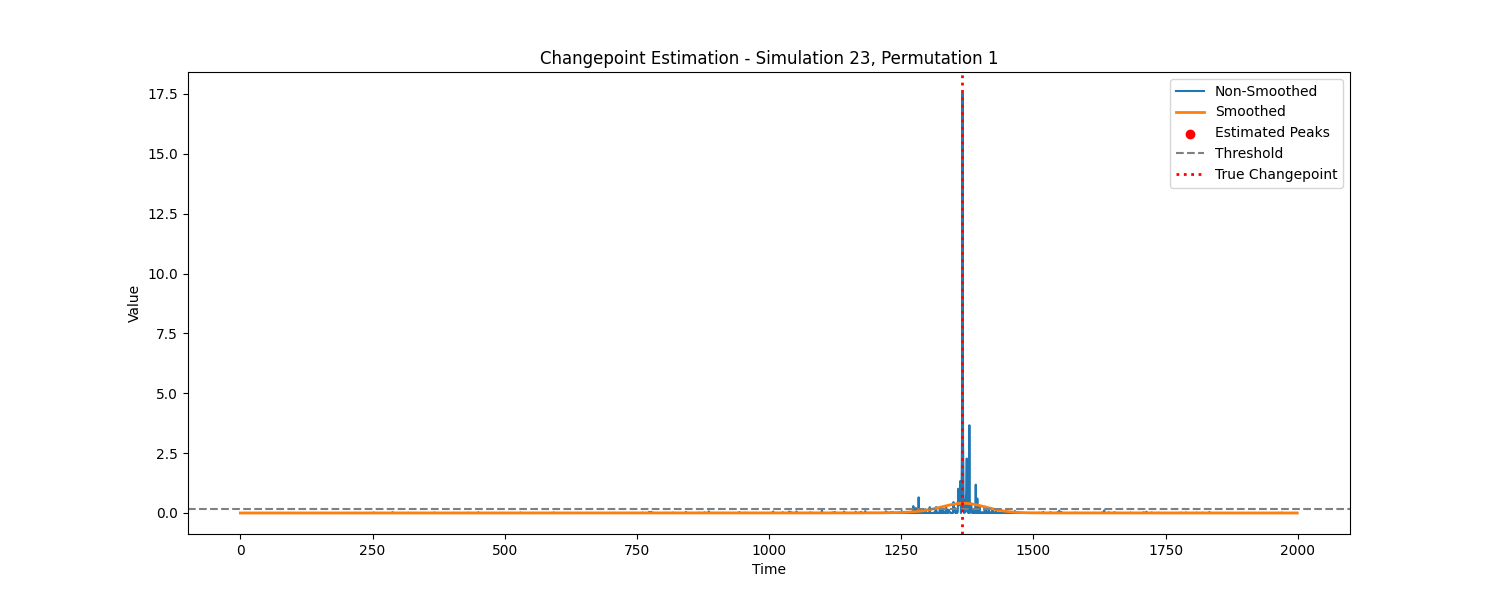 Changepoint Estimation - Simulation 23, Permutation 1
17.5
15.0
12.5
10.0
7.5
5.0
2.5
0.0
Value
Non-Smoothed
Smoothed
Estimated Peaks
Threshold
True Changepoint
0 250 500 750 1000 1250 1500 1750 2000
Time